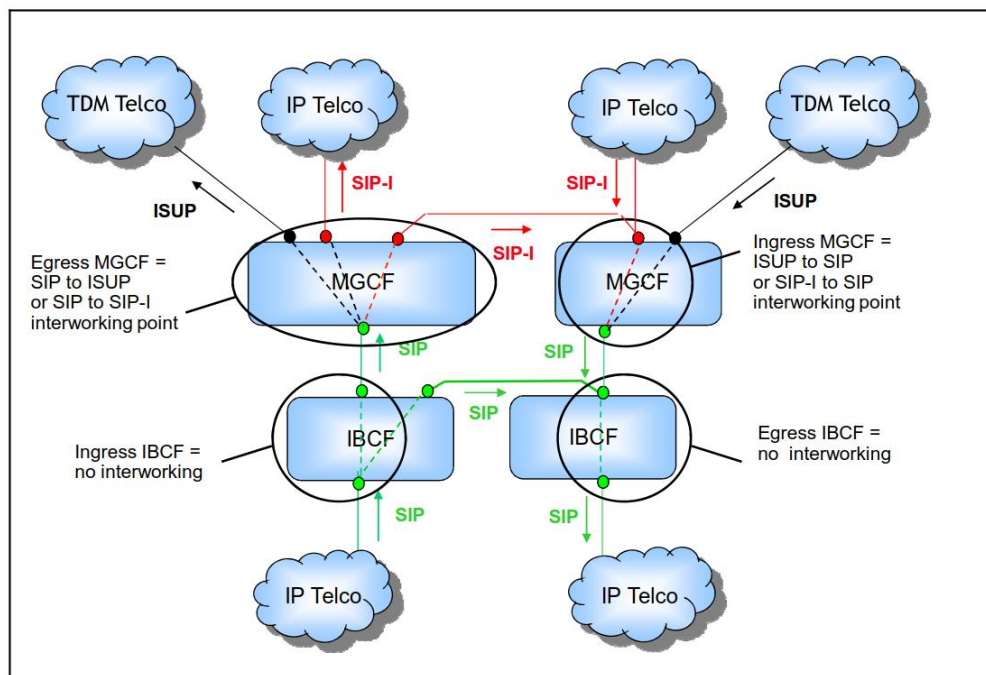 TDM Telco
IP Telco
IP Telco
TDM Telco
SIP-I
SIP-I
ISUP
ISUP
SIP-I
Egress MGCF =
SIP to ISUP
or SIP to SIP-I
interworking point
MGCF
MGCF
Ingress MGCF =
ISUP to SIP
or SIP-I to SIP
interworking point
SIP
SIP
SIP
Ingress IBCF =
no interworking
IBCF
IBCF
Egress IBCF =
no interworking
SIP
SIP
IP Telco
IP Telco